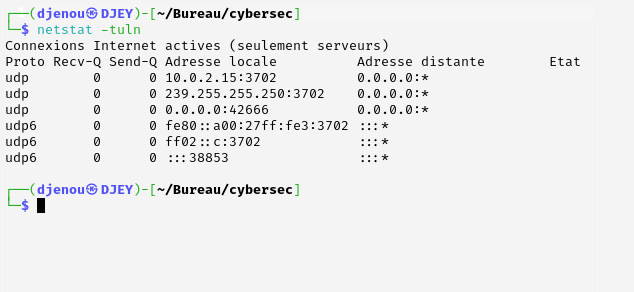 ┌──(djenou㉿DJEY)-[~/Bureau/cybersec]
└─$ netstat -tuln
Connexions Internet actives (seulement serveurs)
Proto Recv-Q Send-Q Adresse locale          Adresse distante        Etat
udp        0      0 10.0.2.15:3702          0.0.0.0:*
udp        0      0 239.255.255.250:3702    0.0.0.0:*
udp        0      0 0.0.0.0:42666           0.0.0.0:*
udp6       0      0 fe80::a00:27ff:fe3:3702 :::*
udp6       0      0 ff02::c:3702            :::*
udp6       0      0 :::38853                :::*
┌──(djenou㉿DJEY)-[~/Bureau/cybersec]
└─$